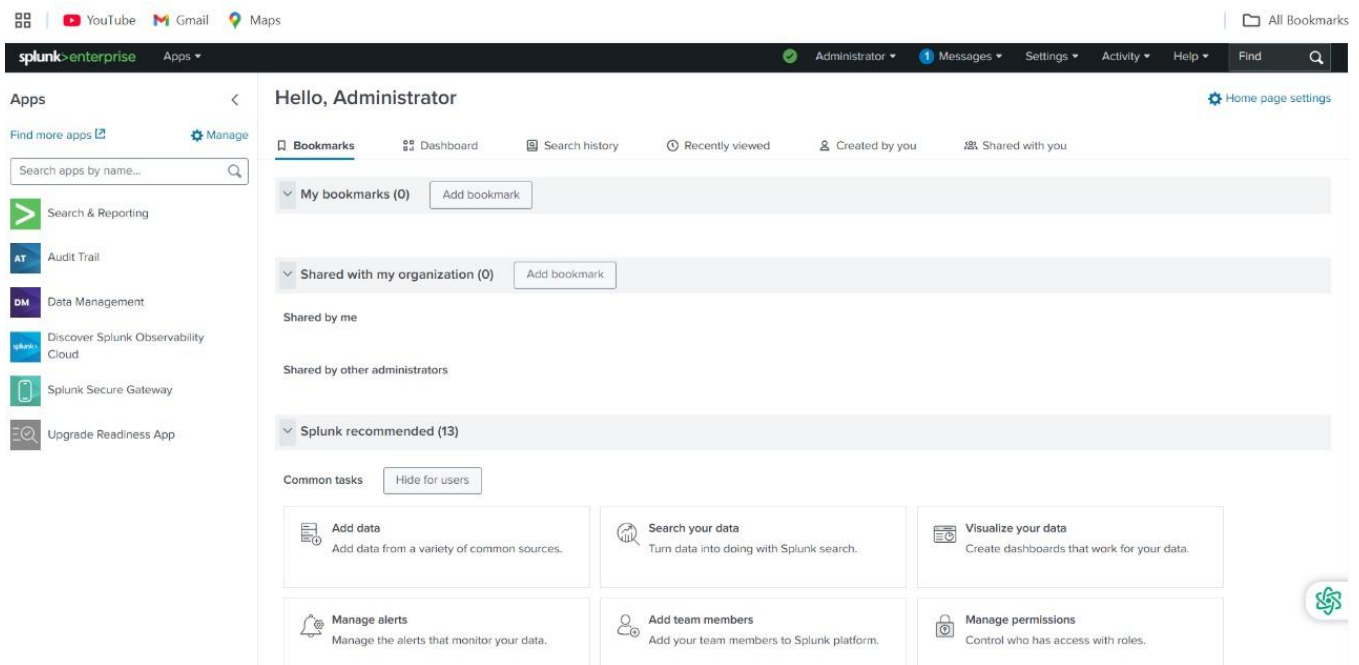 YouTube Gmail Maps All Bookmarks
splunk>enterprise Apps Administrator 1 Messages Settings Activity Help Find
Apps
Find more apps Manage
Search apps by name...
Search & Reporting
AT Audit Trail
DM Data Management
splunk> Discover Splunk Observability
Cloud
Splunk Secure Gateway
Upgrade Readiness App
Hello, Administrator
Home page settings
Bookmarks Dashboard Search history Recently viewed Created by you Shared with you
My bookmarks (0) Add bookmark
Shared with my organization (0) Add bookmark
Shared by me
Shared by other administrators
Splunk recommended (13)
Common tasks Hide for users
Add data
Add data from a variety of common sources.
Search your data
Turn data into doing with Splunk search.
Visualize your data
Create dashboards that work for your data.
Manage alerts
Manage the alerts that monitor your data.
Add team members
Add your team members to Splunk platform.
Manage permissions
Control who has access with roles.